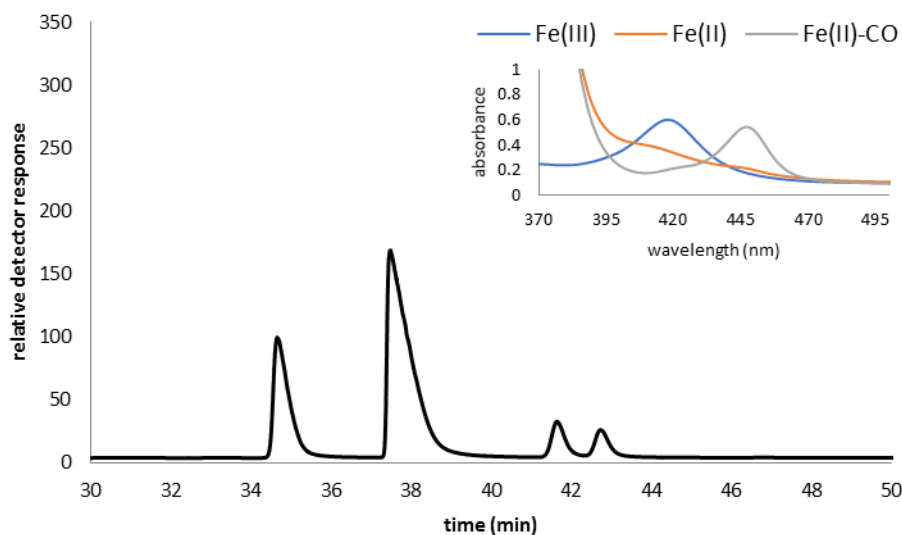 350
300
250
200
150
100
50
0
relative detector response
30 32 34 36 38 40 42 44 46 48 50
time (min)
Fe(III) Fe(II) Fe(II)-CO
1
0.8
0.6
0.4
0.2
0
absorbance
370 395 420 445 470 495
wavelength (nm)